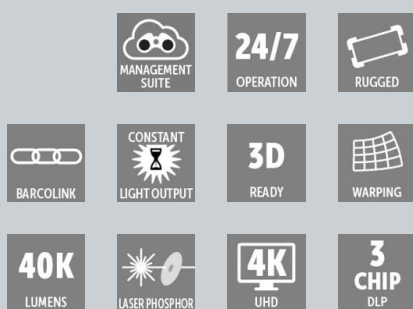 MANAGEMENT
SUITE
24/7
OPERATION
RUGGED
BARCOLINK
CONSTANT
LIGHT OUTPUT
3D
READY
WARPING
40K
LUMENS
LASER PHOSPHOR
4K
UHD
3
CHIP
DLP